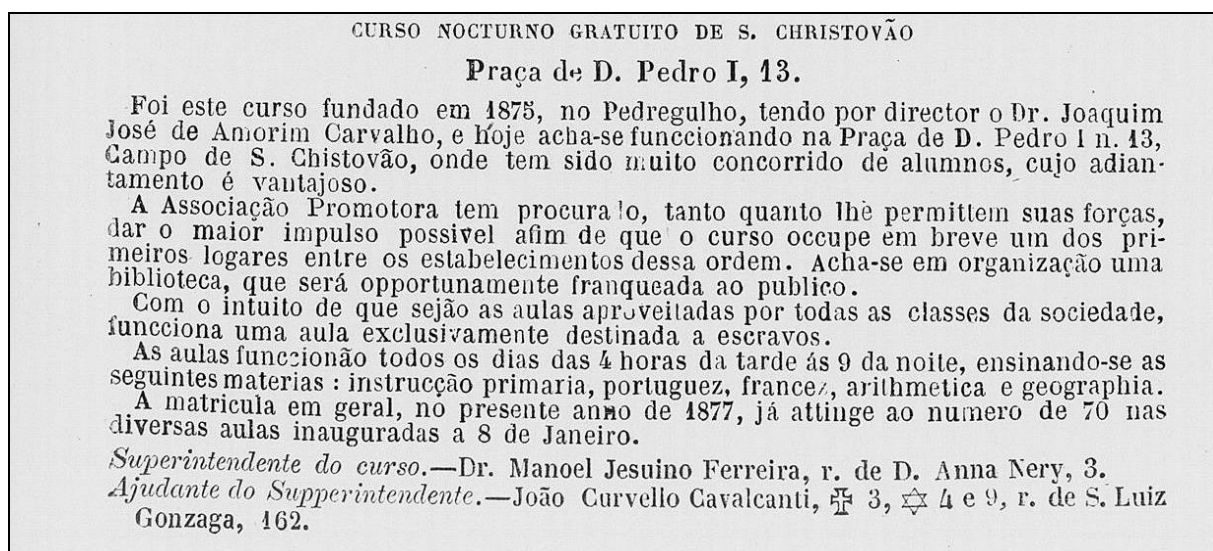 CURSO NOCTURNO GRATUITO DE S. CHRISTOVÃO
Praça de D. Pedro I, 13.
Foi este curso fundado em 1875, no Pedregulho, tendo por director o Dr. Joaquim
José de Amorim Carvalho, e hoje acha-se funccionando na Praça de D. Pedro I n. 13,
Campo de S. Chistovão, onde tem sido muito concorrido de alumnos, cujo adian-
tamento é vantajoso.
A Associação Promotora tem procurado, tanto quanto lhe permittem suas forças,
dar o maior impulso possivel afim de que o curso occupe em breve um dos pri-
meiros logares entre os estabelecimentos dessa ordem. Acha-se em organização uma
biblioteca, que será opportunamente franqueada ao publico.
Com o intuito de que sejão as aulas aproveitadas por todas as classes da sociedade,
funcciona uma aula exclusivamente destinada a escravos.
As aulas funccionão todos os dias das 4 horas da tarde ás 9 da noite, ensinando-se as
seguintes materias : instrucção primaria, portuguez, francez, arithmetica e geographia.
A matricula em geral, no presente anno de 1877, já attinge ao numero de 70 nas
diversas aulas inauguradas a 8 de Janeiro.
Superintendente do curso.—Dr. Manoel Jesuino Ferreira, r. de D. Anna Nery, 3.
Ajudante do Supperintendente.—João Curvello Cavalcanti, ✠ 3, ✡ 4 e 9, r. de S. Luiz
Gonzaga, 162.